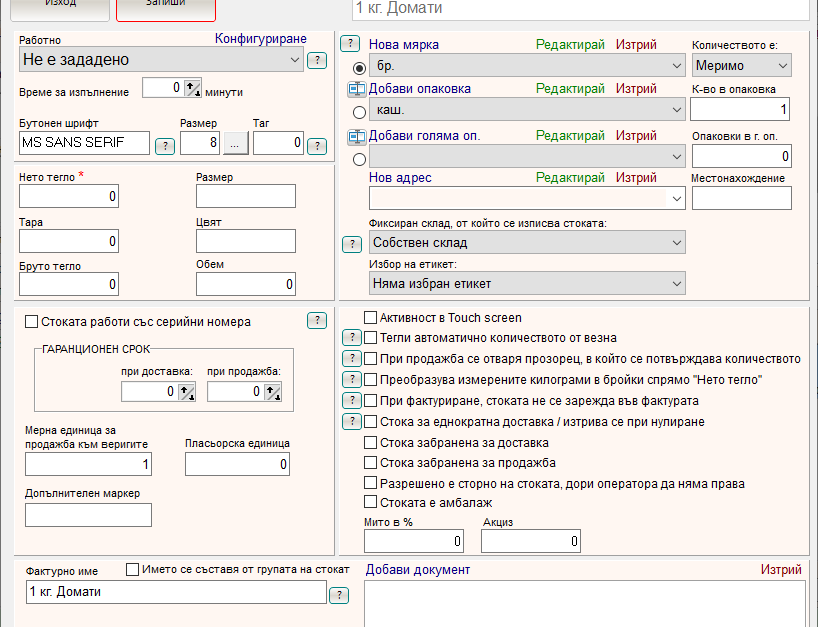 Изход
Запиши
1 кг. Домати
Работно
Конфигуриране
Не е зададено
?
Време за изпълнение
0
минути
Бутонен шрифт
Размер
Таг
MS SANS SERIF
?
8
...
0
?
Нето тегло *
Размер
0
Тара
Цвят
0
Бруто тегло
Обем
0
0
?
Нова мярка
Редактирай
Изтрий
Количеството е:
бр.
Меримо
Добави опаковка
Редактирай
Изтрий
К-во в опаковка
каш.
1
Добави голяма оп.
Редактирай
Изтрий
Опаковки в г. оп.
0
Нов адрес
Редактирай
Изтрий
Местонахождение
Фиксиран склад, от който се изписва стоката:
?
Собствен склад
Избор на етикет:
Няма избран етикет
Стоката работи със серийни номера
?
ГАРАНЦИОНЕН СРОК
при доставка:
при продажба:
0
0
Мерна единица за
продажба към веригите
Пласьорска единица
1
0
Допълнителен маркер
Активност в Touch screen
?
Тегли автоматично количеството от везна
?
При продажба се отваря прозорец, в който се потвърждава количеството
?
Преобразува измерените килограми в бройки спрямо "Нето тегло"
?
При фактуриране, стоката не се зарежда във фактурата
?
Стока за еднократна доставка / изтрива се при нулиране
Стока забранена за доставка
Стока забранена за продажба
Разрешено е сторно на стоката, дори оператора да няма права
Стоката е амбалаж
Мито в %
Акциз
0
0
Фактурно име
Името се съставя от групата на стокат
1 кг. Домати
?
Добави документ
Изтрий